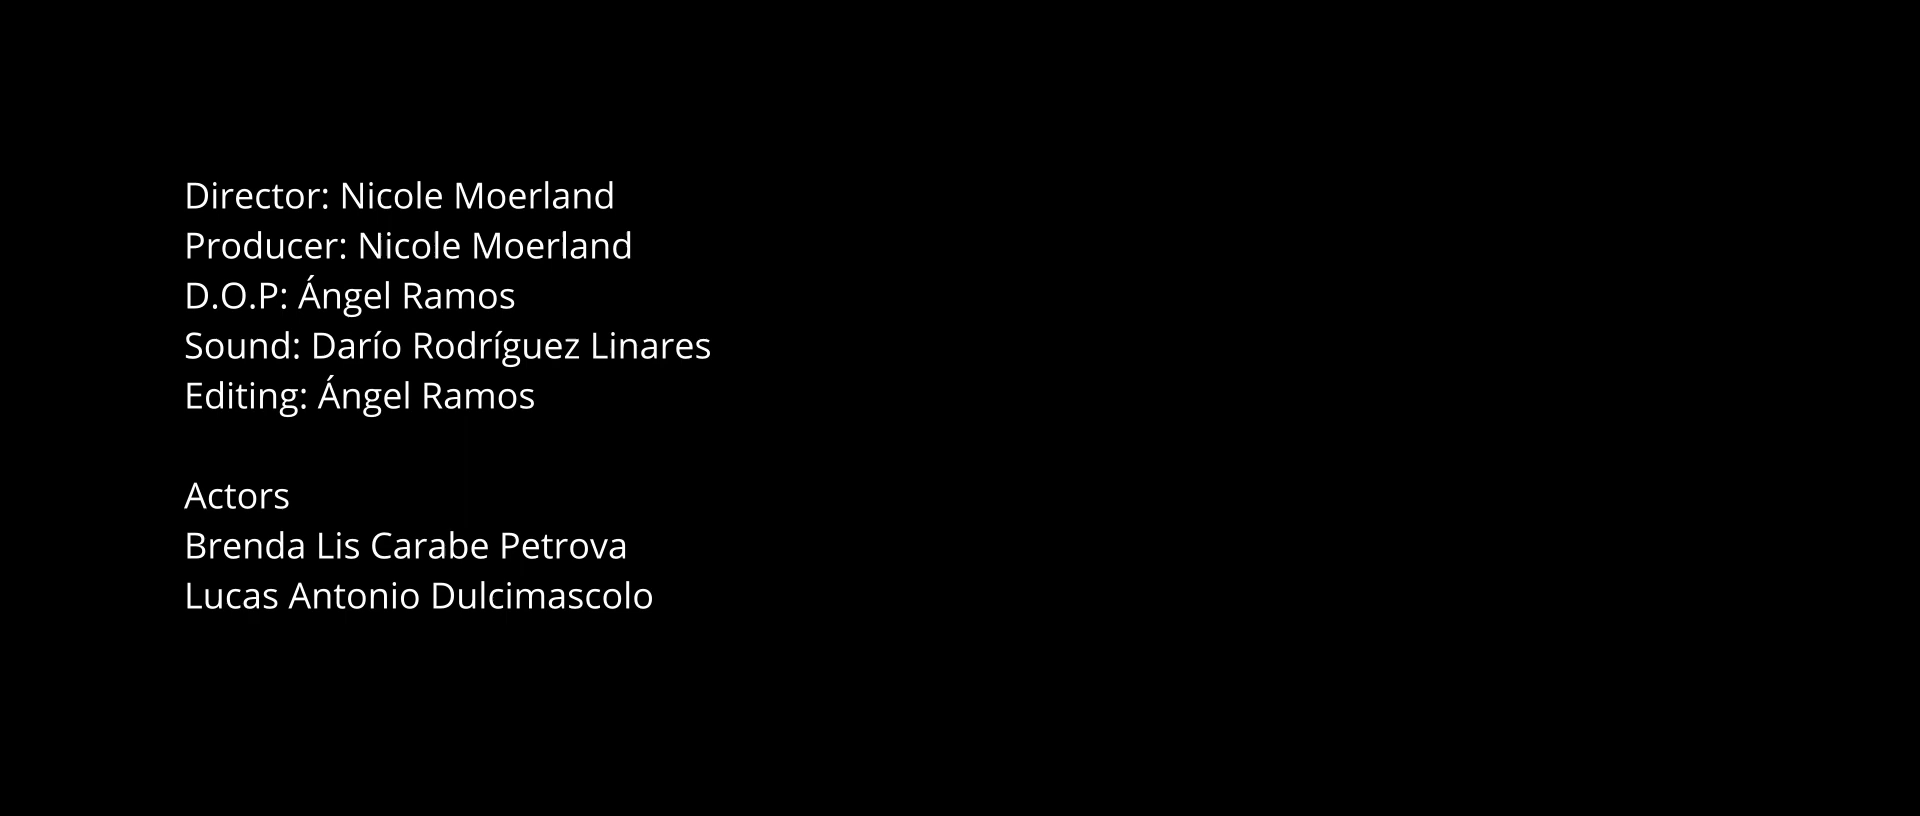 Director: Nicole Moerland
Producer: Nicole Moerland
D.O.P: Ángel Ramos
Sound: Darío Rodríguez Linares
Editing: Ángel Ramos
Actors
Brenda Lis Carabe Petrova
Lucas Antonio Dulcimascolo